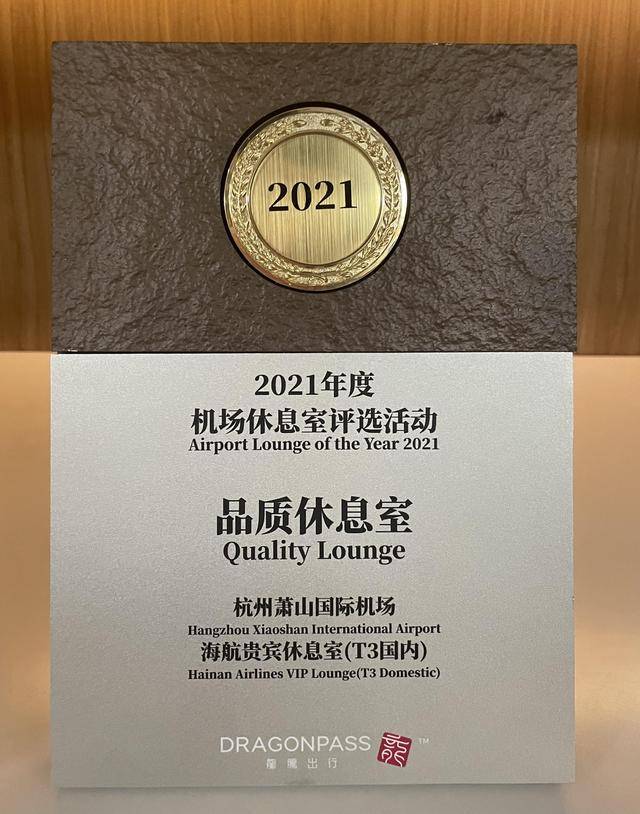 2021
2021年度
机场休息室评选活动
Airport Lounge of the Year 2021
品质休息室
Quality Lounge
杭州萧山国际机场
Hangzhou Xiaoshan International Airport
海航贵宾休息室(T3国内)
Hainan Airlines VIP Lounge(T3 Domestic)
DRAGONPASS 龍 ™
龍騰出行